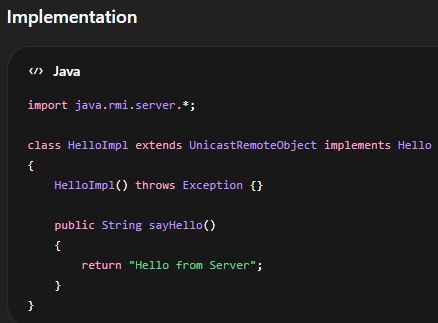 Implementation
</> Java
import java.rmi.server.*;
class HelloImpl extends UnicastRemoteObject implements Hello
{
    HelloImpl() throws Exception {}
    public String sayHello()
    {
        return "Hello from Server";
    }
}